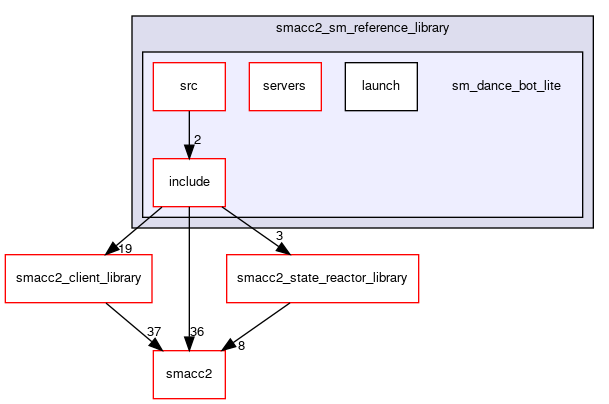 smacc2_sm_reference_library
src
servers
launch
sm_dance_bot_lite
2
include
19
3
smacc2_client_library
smacc2_state_reactor_library
37
36
8
smacc2